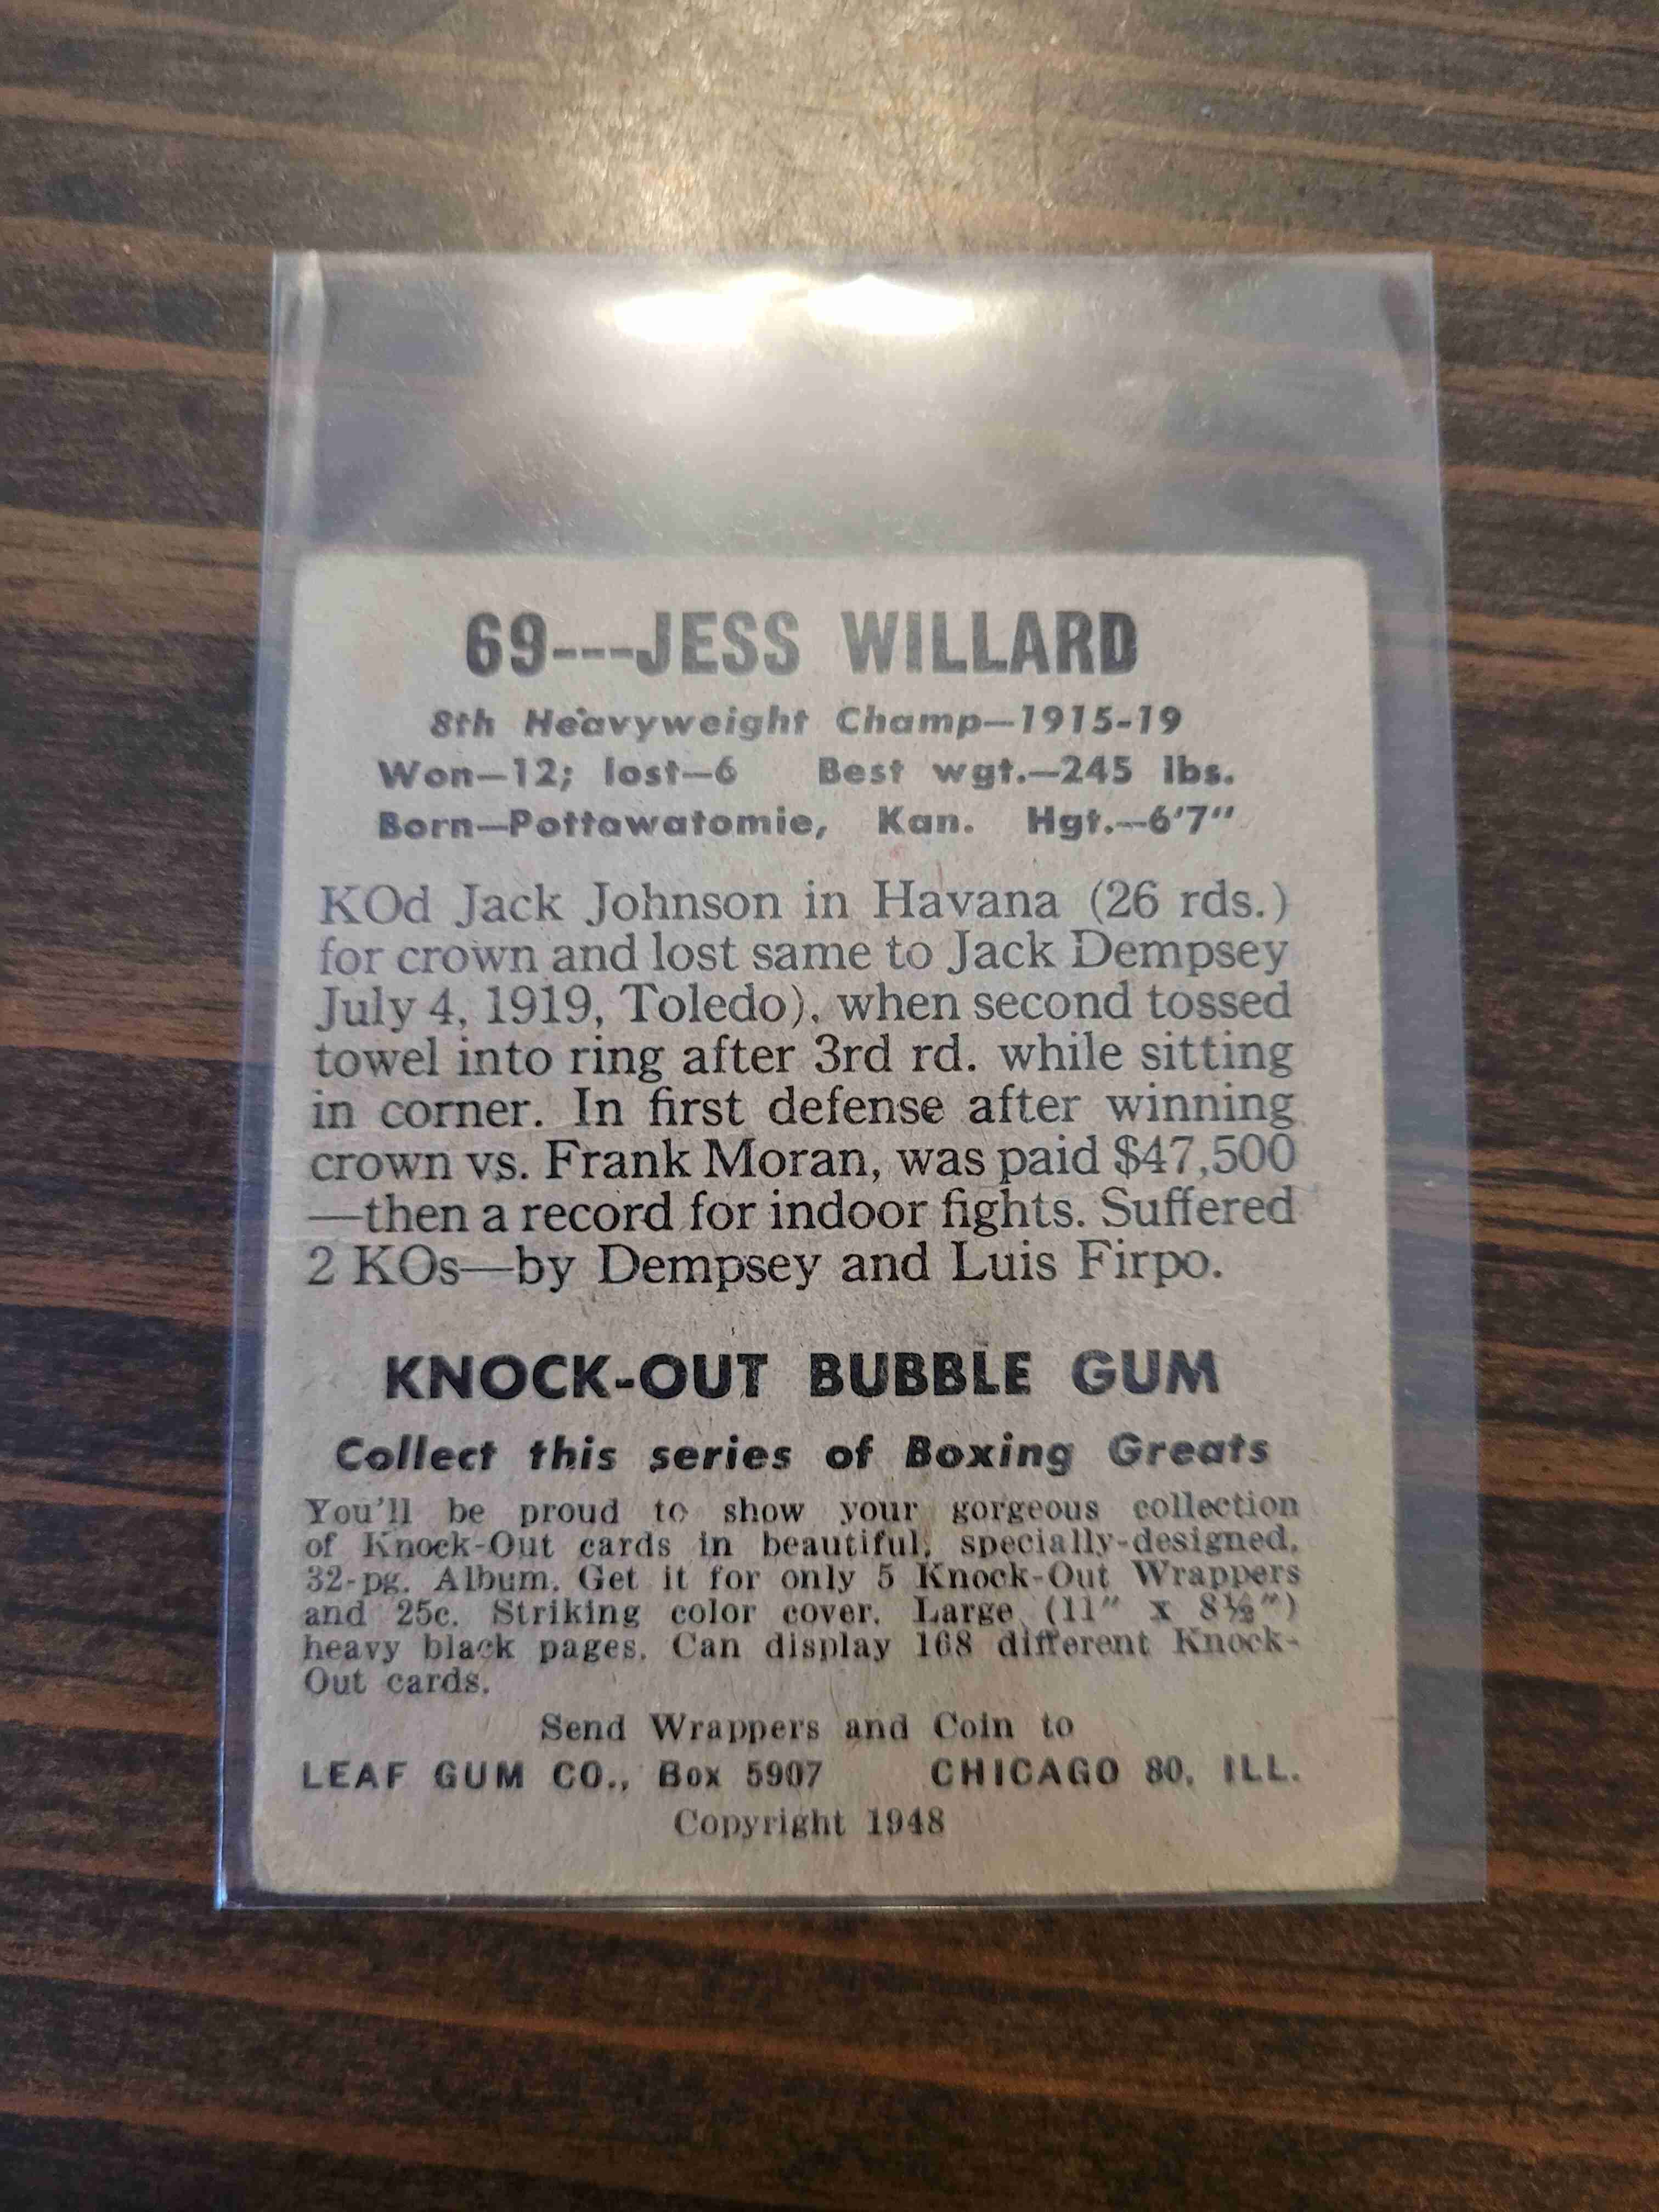 69---JESS WILLARD
8th Heavyweight Champ—1915-19
Won—12; lost—6 Best wgt.—245 lbs.
Born—Pottawatomie, Kan. Hgt.—6'7"
KOd Jack Johnson in Havana (26 rds.)
for crown and lost same to Jack Dempsey
July 4, 1919, Toledo), when second tossed
towel into ring after 3rd rd. while sitting
in corner. In first defense after winning
crown vs. Frank Moran, was paid $47,500
—then a record for indoor fights. Suffered
2 KOs—by Dempsey and Luis Firpo.
KNOCK-OUT BUBBLE GUM
Collect this series of Boxing Greats
You'll be proud to show your gorgeous collection
of Knock-Out cards in beautiful, specially-designed,
32-pg. Album. Get it for only 5 Knock-Out Wrappers
and 25c. Striking color cover. Large (11" x 8½")
heavy black pages. Can display 168 different Knock-
Out cards.
Send Wrappers and Coin to
LEAF GUM CO., Box 5907 CHICAGO 80, ILL.
Copyright 1948